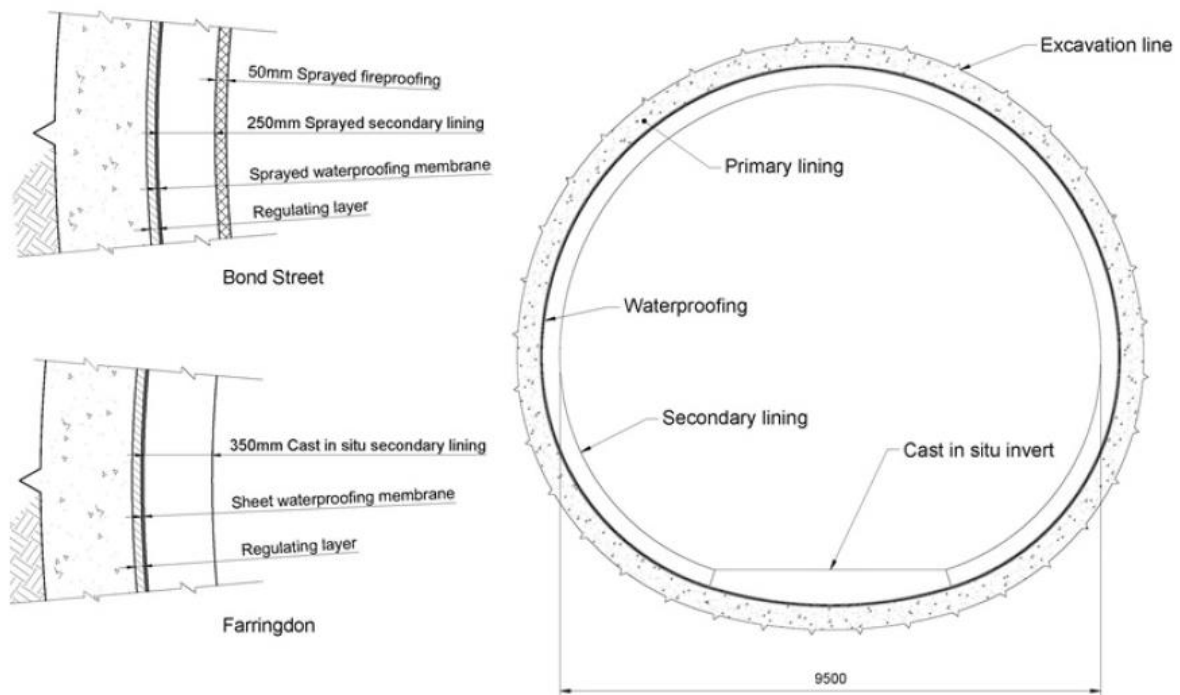 50mm Sprayed fireproofing
250mm Sprayed secondary lining
Sprayed waterproofing membrane
Regulating layer
Bond Street
350mm Cast in situ secondary lining
Sheet waterproofing membrane
Regulating layer
Farringdon
Excavation line
Primary lining
Waterproofing
Secondary lining
Cast in situ invert
9500